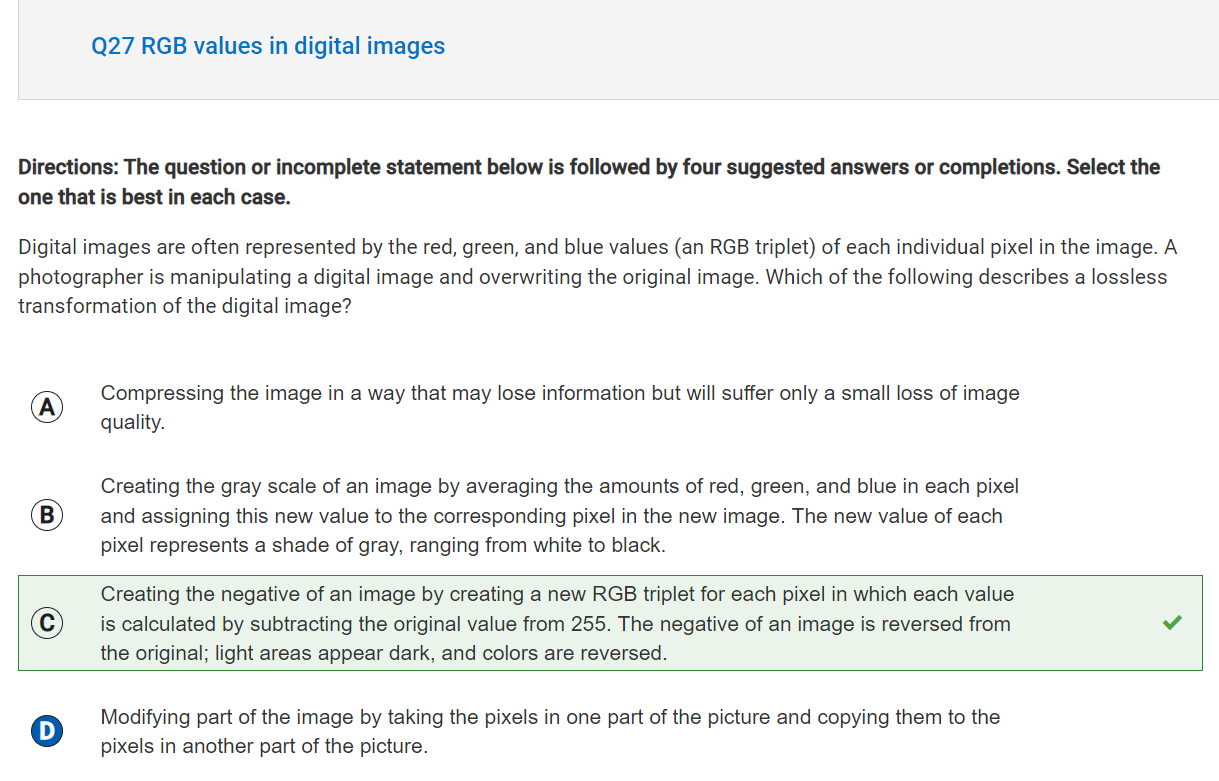 Q27 RGB values in digital images
Directions: The question or incomplete statement below is followed by four suggested answers or completions. Select the
one that is best in each case.
Digital images are often represented by the red, green, and blue values (an RGB triplet) of each individual pixel in the image. A
photographer is manipulating a digital image and overwriting the original image. Which of the following describes a lossless
transformation of the digital image?
A
Compressing the image in a way that may lose information but will suffer only a small loss of image
quality.
B
Creating the gray scale of an image by averaging the amounts of red, green, and blue in each pixel
and assigning this new value to the corresponding pixel in the new image. The new value of each
pixel represents a shade of gray, ranging from white to black.
C
Creating the negative of an image by creating a new RGB triplet for each pixel in which each value
is calculated by subtracting the original value from 255. The negative of an image is reversed from
the original; light areas appear dark, and colors are reversed.
D
Modifying part of the image by taking the pixels in one part of the picture and copying them to the
pixels in another part of the picture.